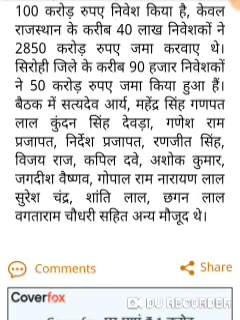 100 करोड़ रुपए निवेश किया है, केवल
राजस्थान के करीब 40 लाख निवेशकों ने
2850 करोड़ रुपए जमा करवाए थे।
सिरोही जिले के करीब 90 हजार निवेशकों
ने 50 करोड़ रुपए जमा किया हुआ हैं।
बैठक में सत्यदेव आर्य, महेंद्र सिंह गणपत
लाल कुंदन सिंह देवड़ा, गणेश राम
प्रजापत, निर्देश प्रजापत, रणजीत सिंह,
विजय राज, कपिल दवे, अशोक कुमार,
जगदीश वैष्णव, गोपाल राम नारायण लाल
सुरेश चंद्र, शांति लाल, छगन लाल
वगताराम चौधरी सहित अन्य मौजूद थे।
Comments
Share
Coverfox
DU RECORDER